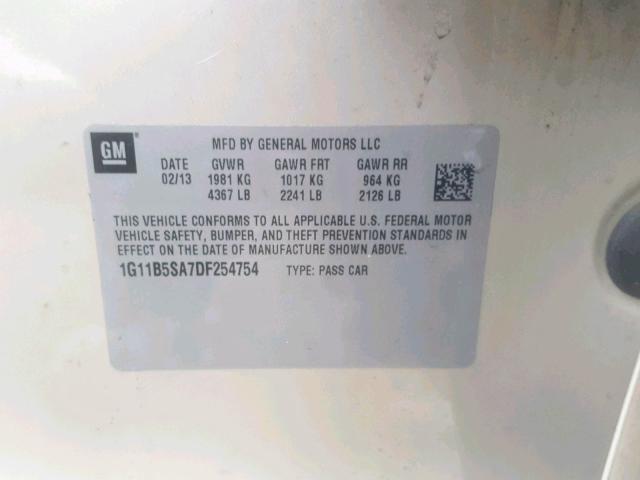 GM ®
MFD BY GENERAL MOTORS LLC
DATE GVWR GAWR FRT GAWR RR
02/13 1981 KG 1017 KG 964 KG
4367 LB 2241 LB 2126 LB
THIS VEHICLE CONFORMS TO ALL APPLICABLE U.S. FEDERAL MOTOR
VEHICLE SAFETY, BUMPER, AND THEFT PREVENTION STANDARDS IN
EFFECT ON THE DATE OF MANUFACTURE SHOWN ABOVE.
1G11B5SA7DF254754 TYPE: PASS CAR